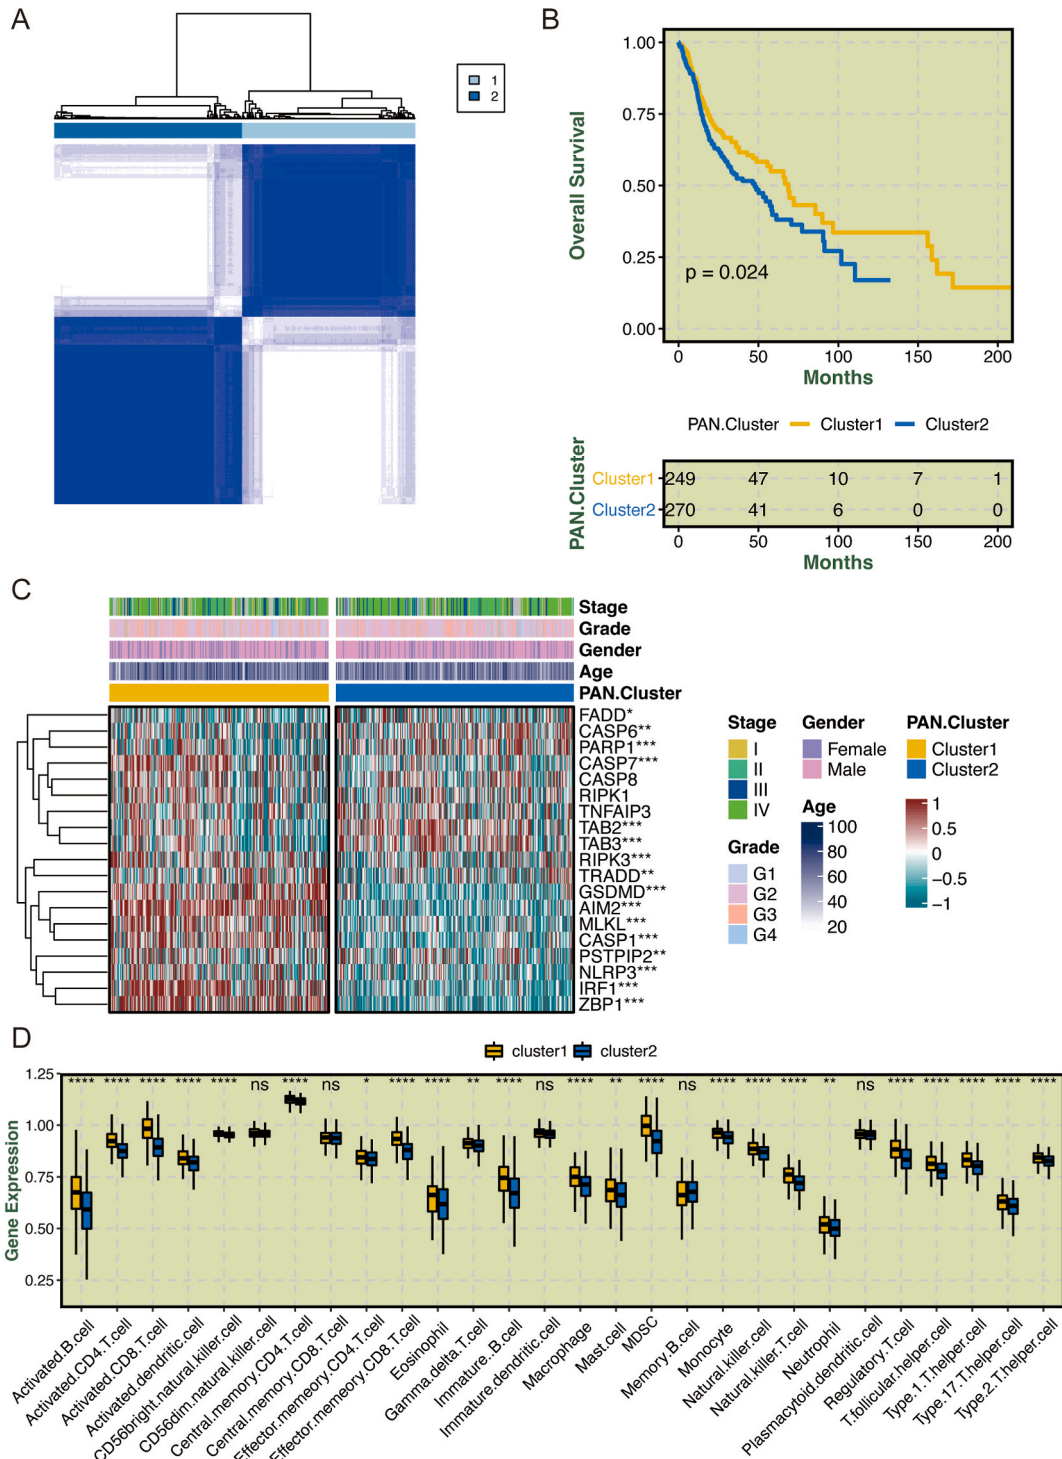 A
1
2
B
Overall Survival
1.00
0.75
0.50
0.25
0.00
p = 0.024
0 50 100 150 200
Months
PAN.Cluster Cluster1 Cluster2
PAN.Cluster
Cluster1 249 47 10 7 1
Cluster2 270 41 6 0 0
0 50 100 150 200
Months
C
Stage
Grade
Gender
Age
PAN.Cluster
FADD*
CASP6**
PARP1***
CASP7***
CASP8
RIPK1
TNFAIP3
TAB2***
TAB3***
RIPK3***
TRADD**
GSDMD***
AIM2***
MLKL***
CASP1***
PSTPIP2**
NLRP3***
IRF1***
ZBP1***
Stage
I
II
III
IV
Grade
G1
G2
G3
G4
Gender
Female
Male
Age
100
80
60
40
20
PAN.Cluster
Cluster1
Cluster2
1
0.5
0
−0.5
−1
D
cluster1 cluster2
Gene Expression
1.25
1.00
0.75
0.50
0.25
**** **** **** **** **** ns **** ns * **** **** ** **** ns **** ** **** ns **** **** **** ** ns **** **** **** **** ****
Activated.B.cell
Activated.CD4.T.cell
Activated.CD8.T.cell
Activated.dendritic.cell
CD56bright.natural.killer.cell
CD56dim.natural.killer.cell
Central.memory.CD4.T.cell
Central.memory.CD8.T.cell
Effector.memeory.CD4.T.cell
Effector.memeory.CD8.T.cell
Eosinophil
Gamma.delta.T.cell
Immature..B.cell
Immature.dendritic.cell
Macrophage
Mast.cell
MDSC
Memory.B.cell
Monocyte
Natural.killer.cell
Natural.killer.T.cell
Neutrophil
Plasmacytoid.dendritic.cell
Regulatory.T.cell
T.follicular.helper.cell
Type.1.T.helper.cell
Type.17.T.helper.cell
Type.2.T.helper.cell